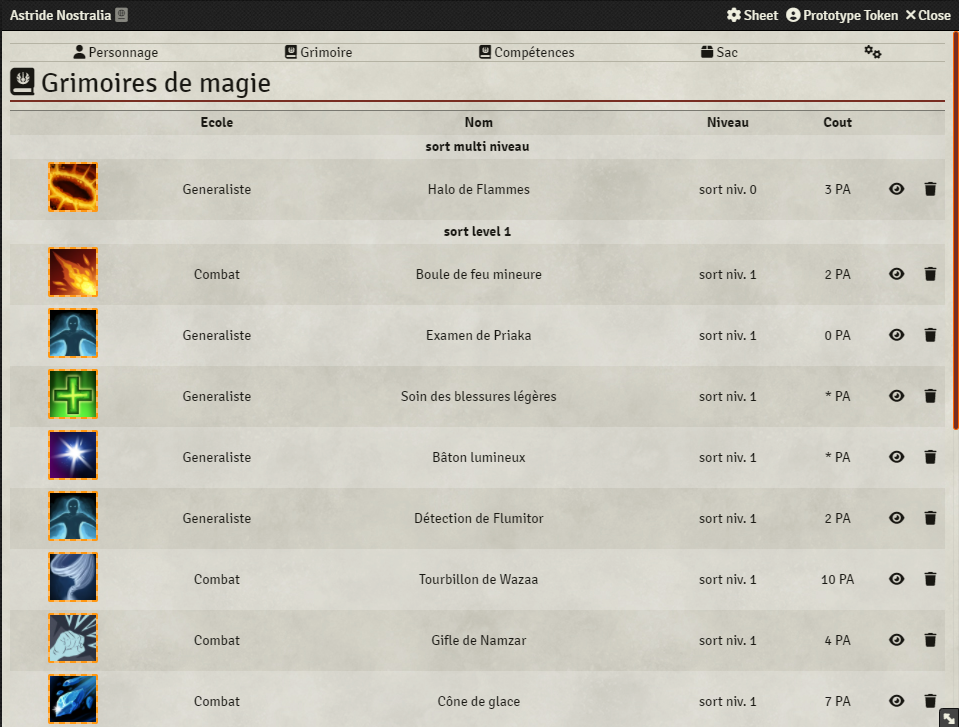 Astride Nostralia Sheet Prototype Token Close
Personnage Grimoire Compétences Sac
Grimoires de magie
Ecole Nom Niveau Cout
sort multi niveau
Generaliste Halo de Flammes sort niv. 0 3 PA
sort level 1
Combat Boule de feu mineure sort niv. 1 2 PA
Generaliste Examen de Priaka sort niv. 1 0 PA
Generaliste Soin des blessures légères sort niv. 1 * PA
Generaliste Bâton lumineux sort niv. 1 * PA
Generaliste Détection de Flumitor sort niv. 1 2 PA
Combat Tourbillon de Wazaa sort niv. 1 10 PA
Combat Gifle de Namzar sort niv. 1 4 PA
Combat Cône de glace sort niv. 1 7 PA